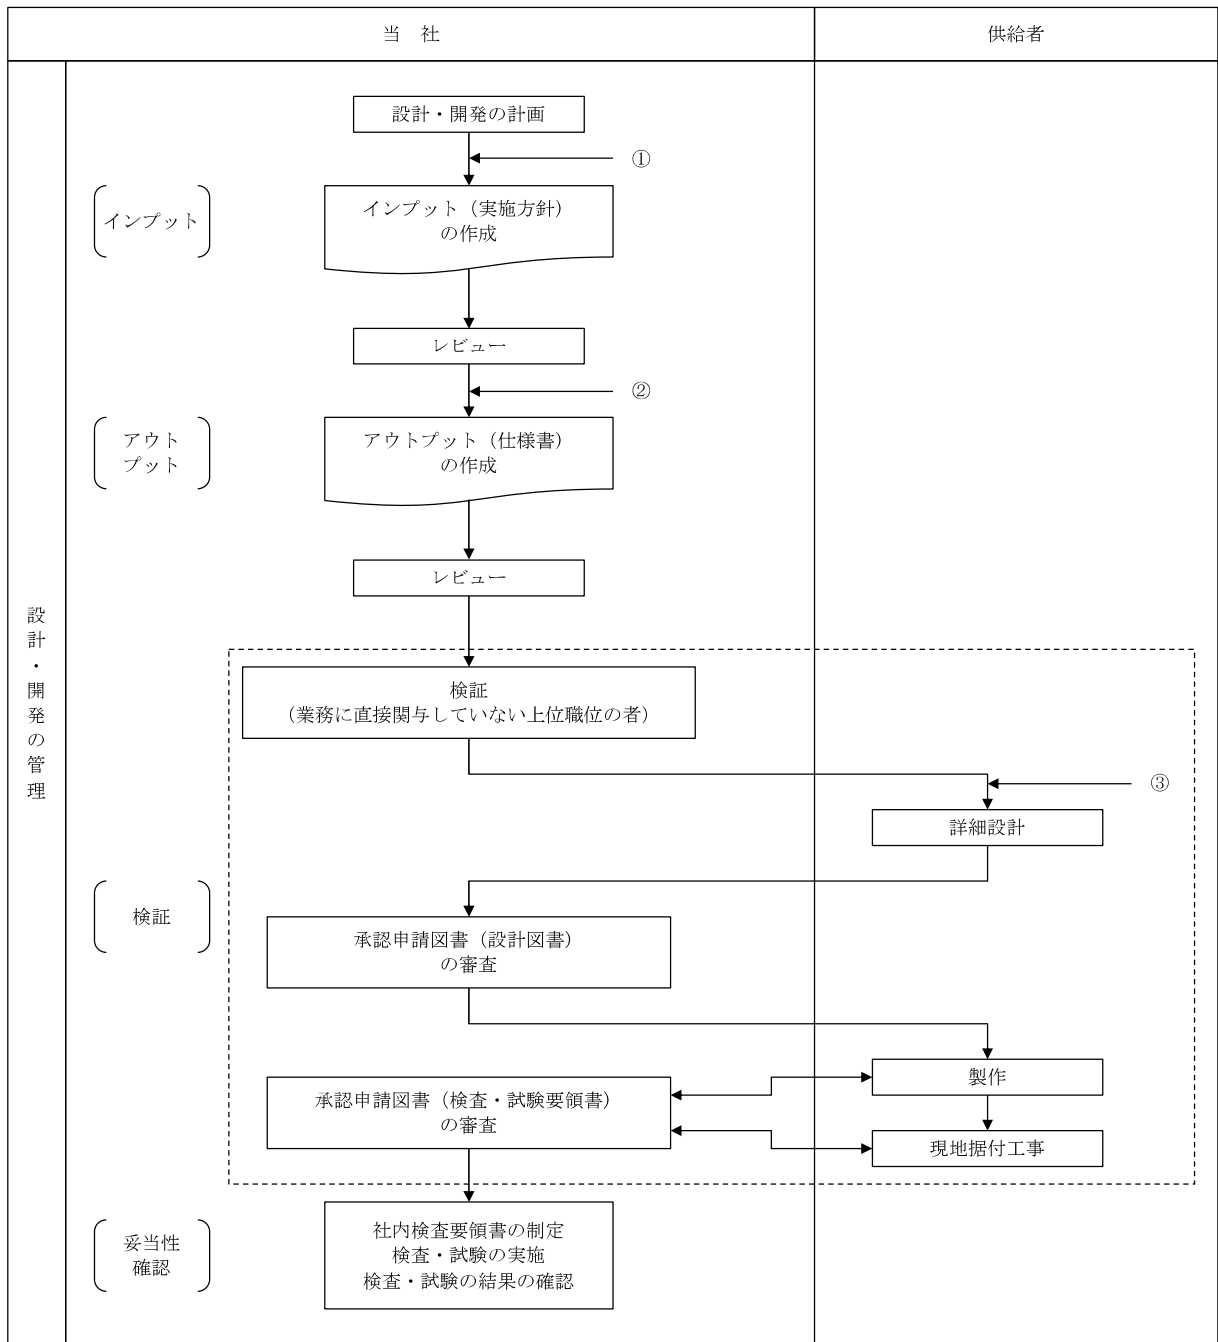 当　社
供給者
設計・開発の計画
①
インプット
インプット（実施方針）
の作成
レビュー
②
アウト
プット
アウトプット（仕様書）
の作成
レビュー
設計・開発の管理
検証
（業務に直接関与していない上位職位の者）
③
詳細設計
検証
承認申請図書（設計図書）
の審査
製作
承認申請図書（検査・試験要領書）
の審査
現地据付工事
妥当性
確認
社内検査要領書の制定
検査・試験の実施
検査・試験の結果の確認